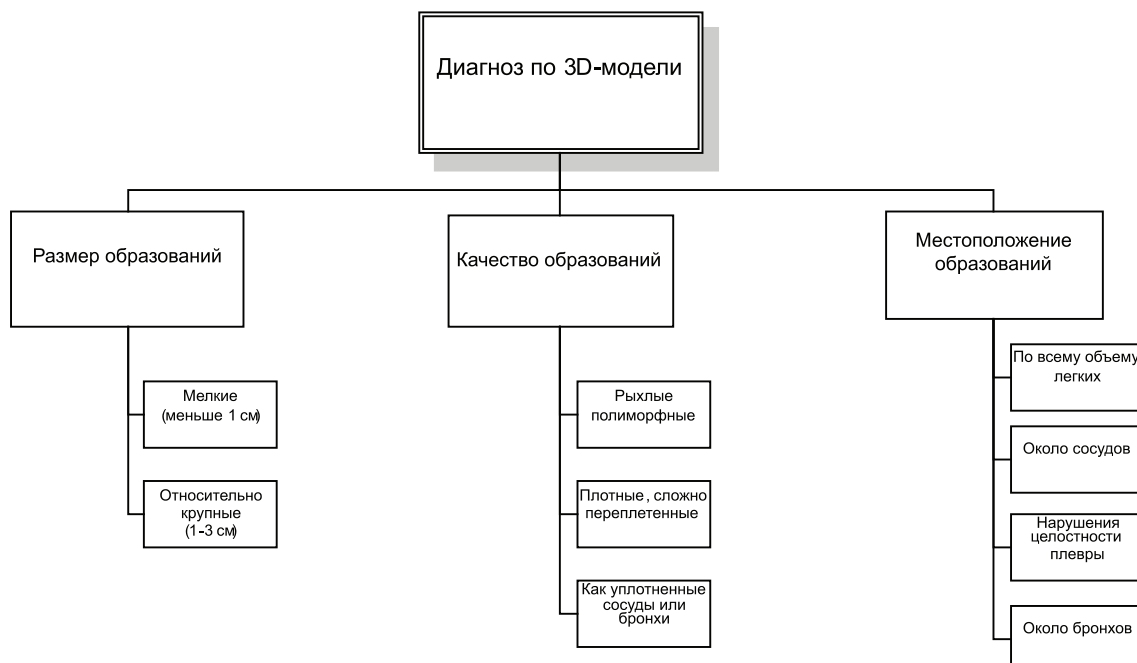 Диагноз по 3D-модели
Размер образований
Качество образований
Местоположение
образований
Мелкие
(меньше 1 см)
Относительно
крупные
(1-3 см)
Рыхлые
полиморфные
Плотные, сложно
переплетенные
Как уплотненные
сосуды или
бронхи
По всему объему
легких
Около сосудов
Нарушения
целостности
плевры
Около бронхов